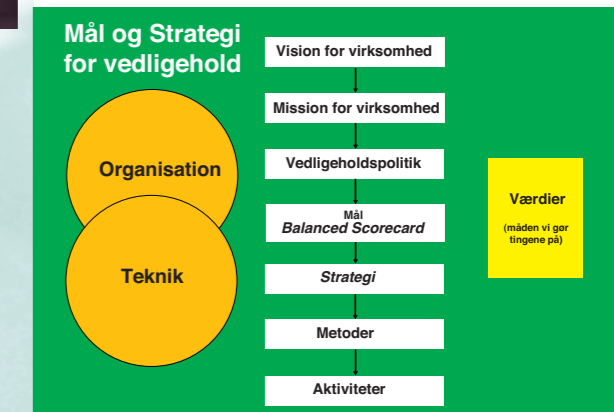 Mål og Strategi
for vedligehold
Organisation
Teknik
Vision for virksomhed
Mission for virksomhed
Vedligeholdspolitik
Mål
Balanced Scorecard
Strategi
Metoder
Aktiviteter
Værdier
(måden vi gør
tingene på)